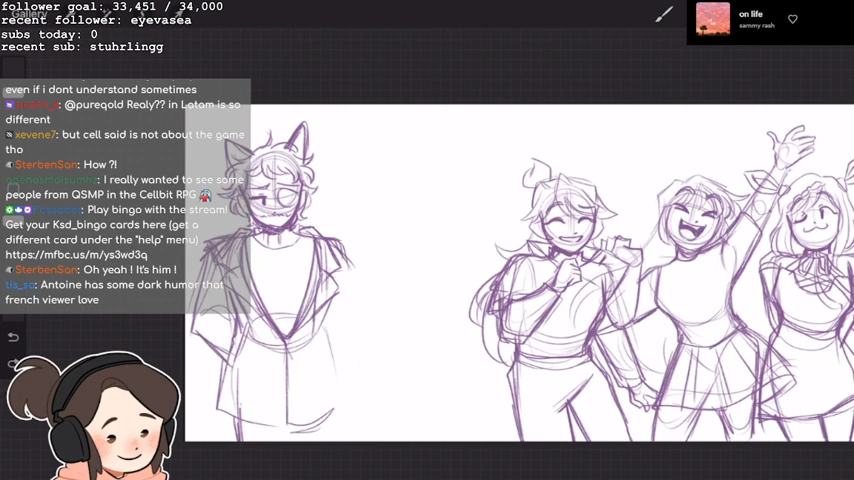 follower goal: 33,451 / 34,000
Gallery
recent follower: eyevasea
subs today: 0
recent sub: stuhrlingg
on life
sammy rash
even if i dont understand sometimes
@pureqold Realy?? in Latam is so
different
xevene7: but cell said is not about the game
tho
SterbenSan: How ?!
I really wanted to see some
people from QSMP in the Cellbit RPG
Play bingo with the stream!
Get your Ksd_bingo cards here (get a
different card under the "help" menu)
https://mfbc.us/m/ys3wd3q
SterbenSan: Oh yeah ! It's him !
tis_sa: Antoine has some dark humor that
french viewer love